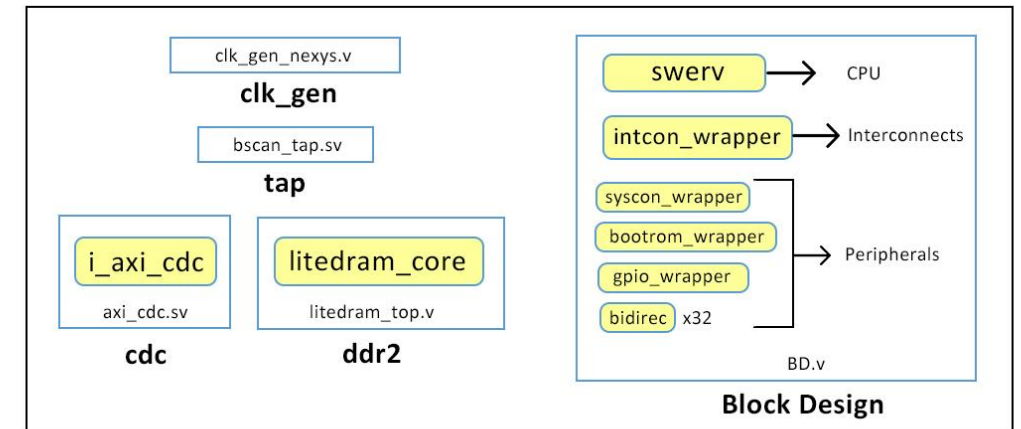 clk_gen_nexys.v
clk_gen
bscan_tap.sv
tap
i_axi_cdc
axi_cdc.sv
cdc
litedram_core
litedram_top.v
ddr2
swerv
CPU
intcon_wrapper
Interconnects
syscon_wrapper
bootrom_wrapper
gpio_wrapper
bidirec x32
Peripherals
BD.v
Block Design